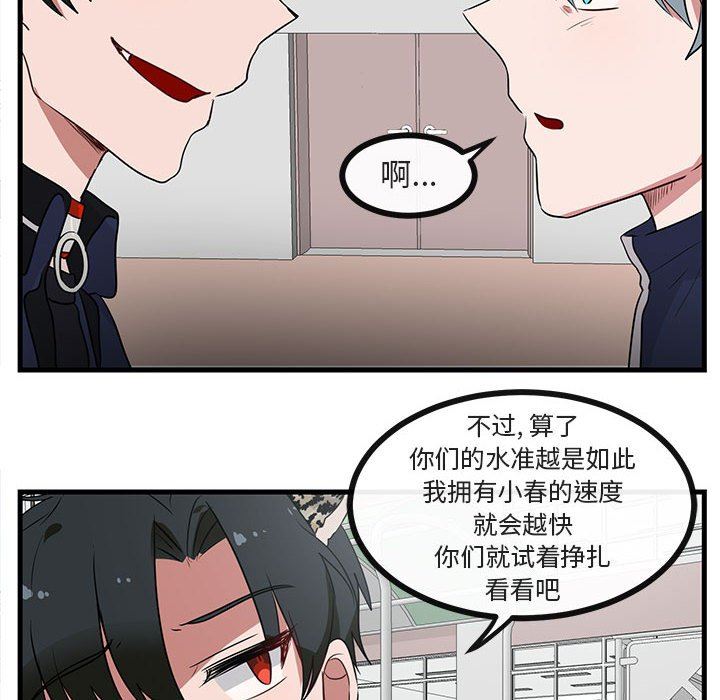 啊...
不过, 算了
你们的水准越是如此
我拥有小春的速度
就会越快
你们就试着挣扎
看看吧